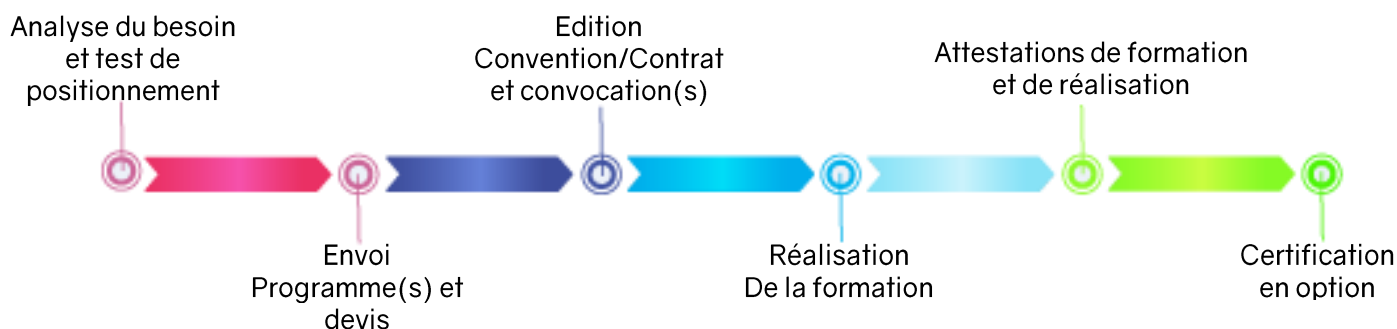 Analyse du besoin
et test de
positionnement
Envoi
Programme(s) et
devis
Edition
Convention/Contrat
et convocation(s)
Réalisation
De la formation
Attestations de formation
et de réalisation
Certification
en option